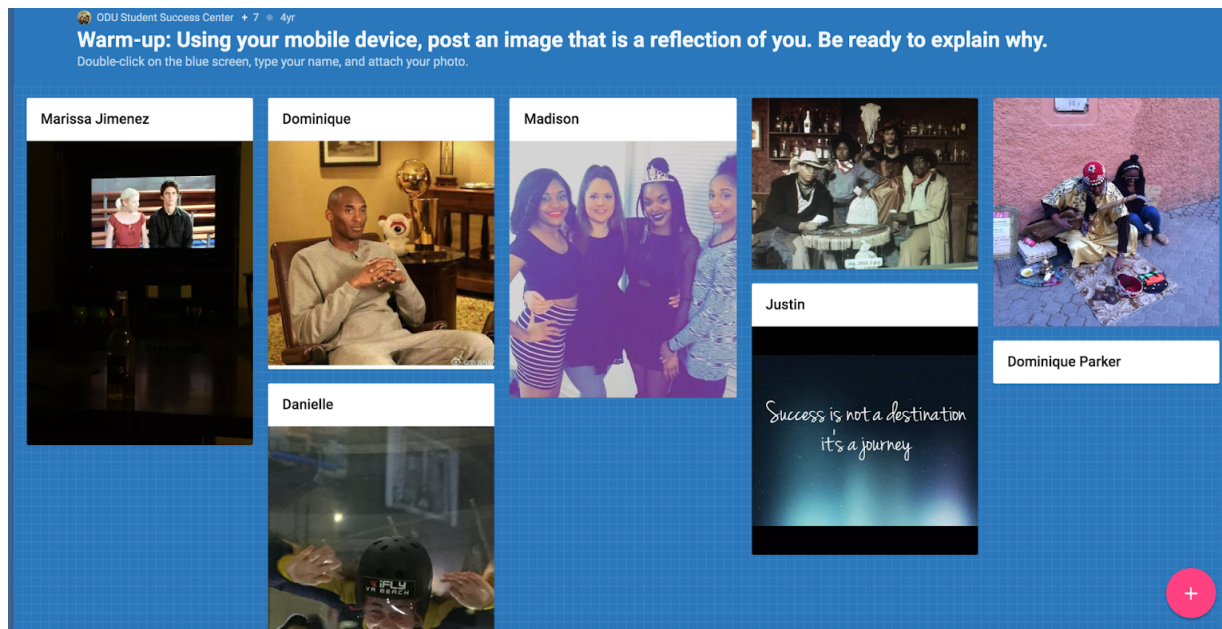 ODU Student Success Center + 7 4yr
Warm-up: Using your mobile device, post an image that is a reflection of you. Be ready to explain why.
Double-click on the blue screen, type your name, and attach your photo.
Marissa Jimenez
Dominique
Madison
Justin
Dominique Parker
Danielle
Success is not a destination
it's a journey
iFLY
VA BEACH
+